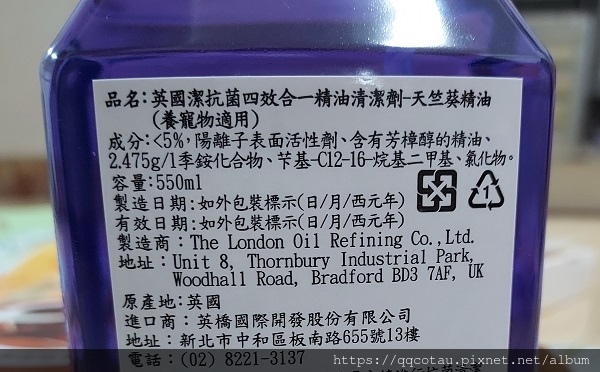 品名:英國潔抗菌四效合一精油清潔劑-天竺葵精油
(養寵物適用)
成分:<5%,陽離子表面活性劑、含有芳樟醇的精油、
2.475g/l季銨化合物、苄基-C12-16-烷基二甲基、氯化物。
容量:550ml
製造日期:如外包裝標示(日/月/西元年)
有效日期:如外包裝標示(日/月/西元年)
1
製造商:The London Oil Refining Co.,Ltd.
地址:Unit 8, Thornbury Industrial Park,
Woodhall Road, Bradford BD3 7AF, UK
原產地:英國
進口商:英橋國際開發股份有限公司
地址:新北市中和區板南路655號13樓
電話:(02) 8221-3137
https://qqcotau.pixnet.net/album